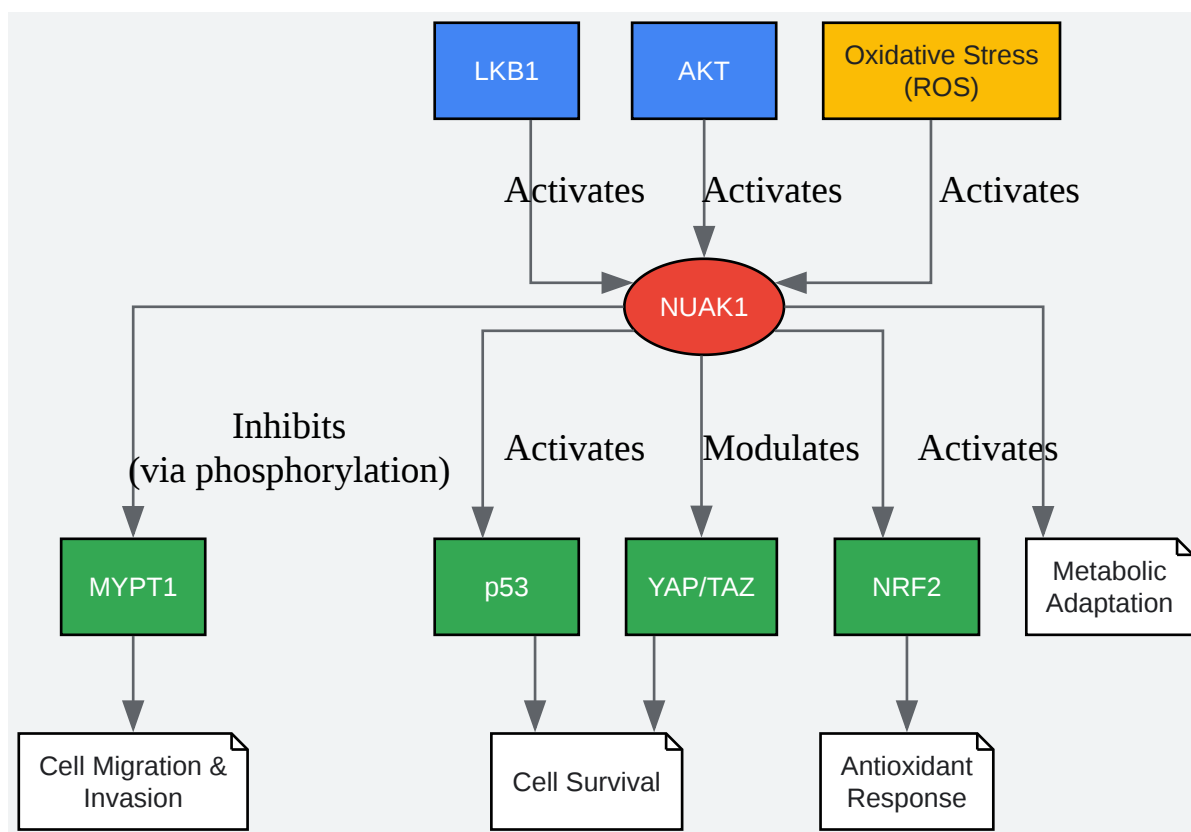 LKB1
AKT
Oxidative Stress
(ROS)
Activates
Activates
Activates
NUAK1
Inhibits
(via phosphorylation)
Activates
Modulates
Activates
MYPT1
p53
YAP/TAZ
NRF2
Metabolic
Adaptation
Cell Migration &
Invasion
Cell Survival
Antioxidant
Response